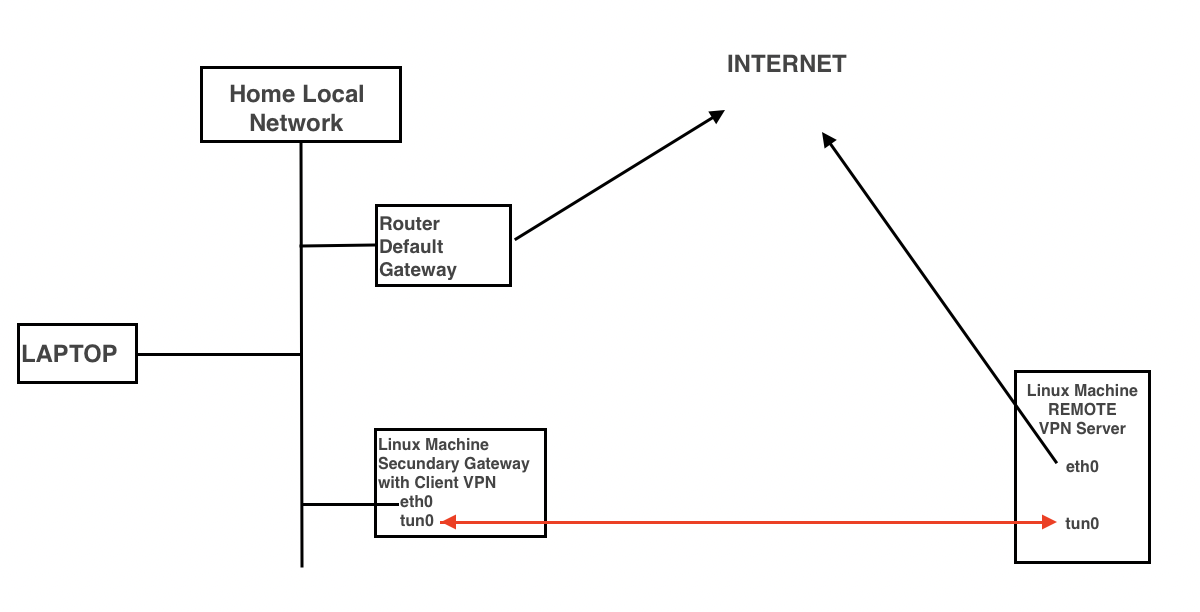 INTERNET
Home Local
Network
Router
Default
Gateway
LAPTOP
Linux Machine
Secundary Gateway
with Client VPN
eth0
tun0
Linux Machine
REMOTE
VPN Server
eth0
tun0